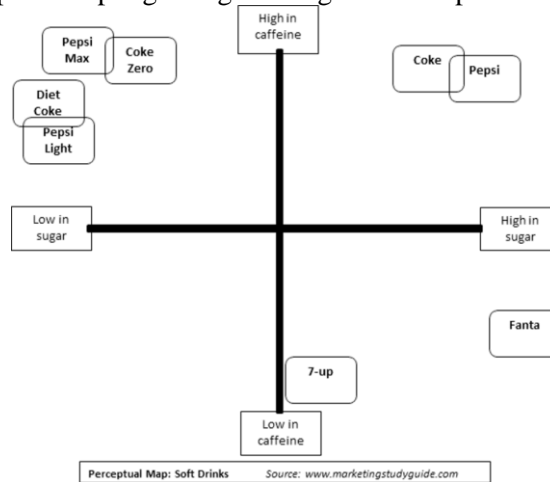 High in
caffeine
Pepsi
Max
Coke
Zero
Coke
Pepsi
Diet
Coke
Pepsi
Light
Low in
sugar
High in
sugar
Fanta
7-up
Low in
caffeine
Perceptual Map: Soft Drinks Source: www.marketingstudyguide.com